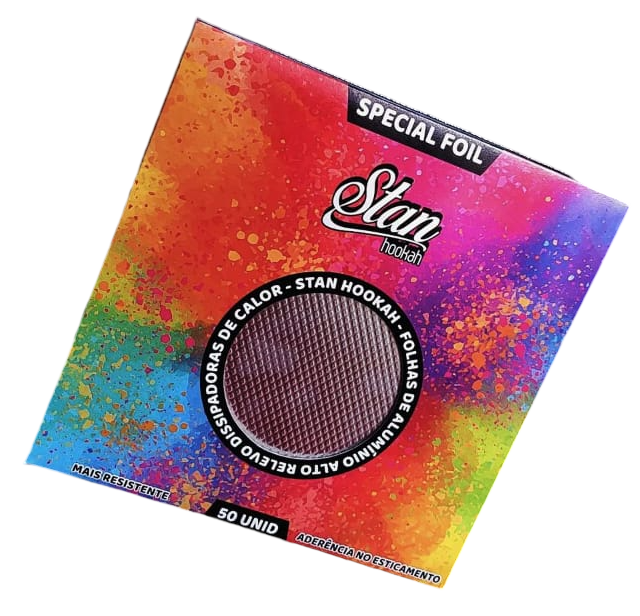 SPECIAL FOIL
Stan
hookah
STAN HOOKAH - FOLHAS DE ALUMÍNIO ALTO RELEVO DISSIPADORAS DE CALOR -
MAIS RESISTENTE
50 UNID
ADERÊNCIA NO ESTICAMENTO